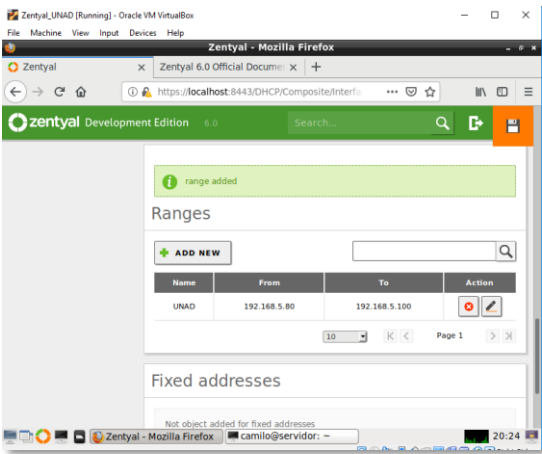 Zentyal_UNAD [Running] - Oracle VM VirtualBox
File Machine View Input Devices Help
Zentyal - Mozilla Firefox
Zentyal
Zentyal 6.0 Official Docume
https://localhost:8443/DHCP/Composite/Interfa
zentyal Development Edition 6.0 Search...
range added
Ranges
ADD NEW
Name From To Action
UNAD 192.168.5.80 192.168.5.100
10 Page 1
Fixed addresses
Not object added for fixed addresses
Zentyal - Mozilla Firefox camilo@servidor: ~ 20:24